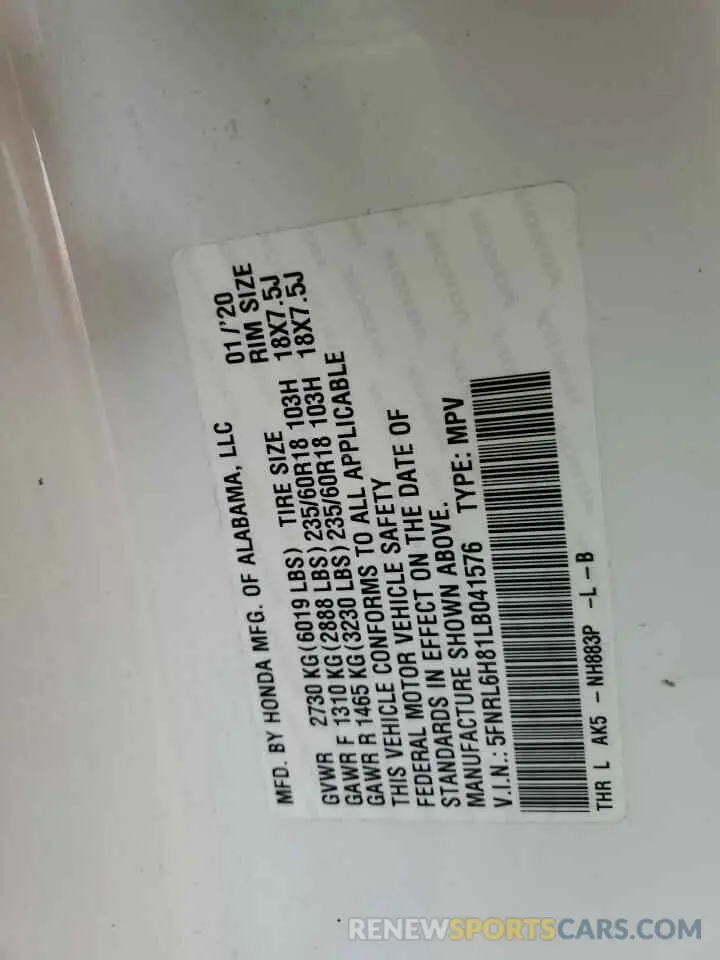 MFD. BY HONDA MFG. OF ALABAMA, LLC 01/'20
TIRE SIZE RIM SIZE
GVWR 2730 KG(6019 LBS)
GAWR F 1310 KG(2888 LBS) 235/60R18 103H 18X7.5J
GAWR R 1465 KG(3230 LBS) 235/60R18 103H 18X7.5J
THIS VEHICLE CONFORMS TO ALL APPLICABLE
FEDERAL MOTOR VEHICLE SAFETY
STANDARDS IN EFFECT ON THE DATE OF
MANUFACTURE SHOWN ABOVE.
V.I.N.: 5FNRL6H81LB041576 TYPE: MPV
THR L AK5 - NH883P -L-B
RENEWSPORTSCARS.COM